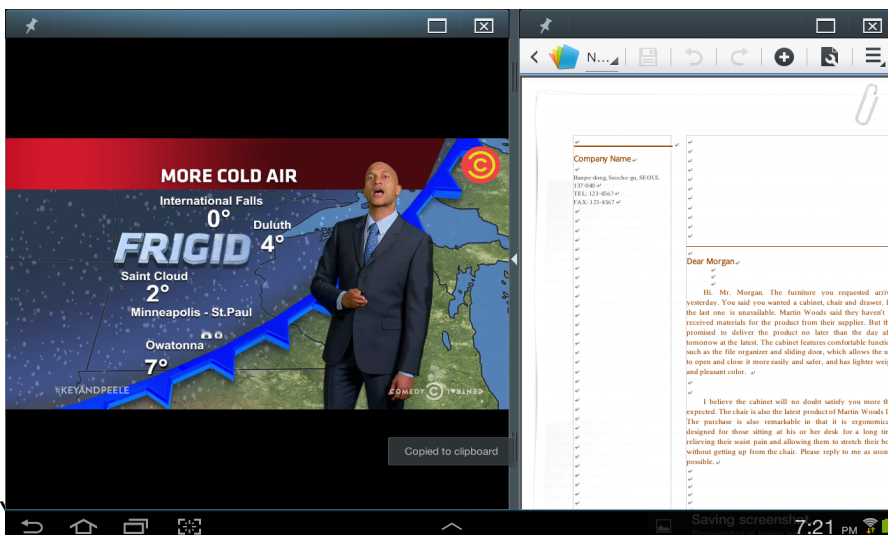 MORE COLD AIR
International Falls
0°
Duluth
FRIGID 4°
Saint Cloud
2°
Minneapolis - St.Paul
Owatonna
7°
#KEYANDPEELE
COMEDY CENTRAL
Copied to clipboard
N...
Company Name
Banpo-dong, Seocho-gu, SEOUL
137-040
TEL: 123-4567
FAX: 123-4567
Dear Morgan
Hi. Mr. Morgan. The furniture you requested
yesterday. You said you wanted a cabinet, chair and drawer.
the last one is unavailable. Martin Woods said they haven't
received materials for the product from their supplier. But
promised to deliver the product no later than the day
tomorrow at the latest. The cabinet features comfortable
such as the file organizer and sliding door, which allows the
to open and close it more easily and safer, and has lighter
and pleasant color.
I believe the cabinet will no doubt satisfy you more
expected. The chair is also the latest product of Martin Woods
The purchase is also remarkable in that it is
designed for those sitting at his or her desk for a long
relieving their waist pain and allowing them to stretch their
without getting up from the chair. Please reply to me as soon
possible.
Saving screenshot
7:21 PM